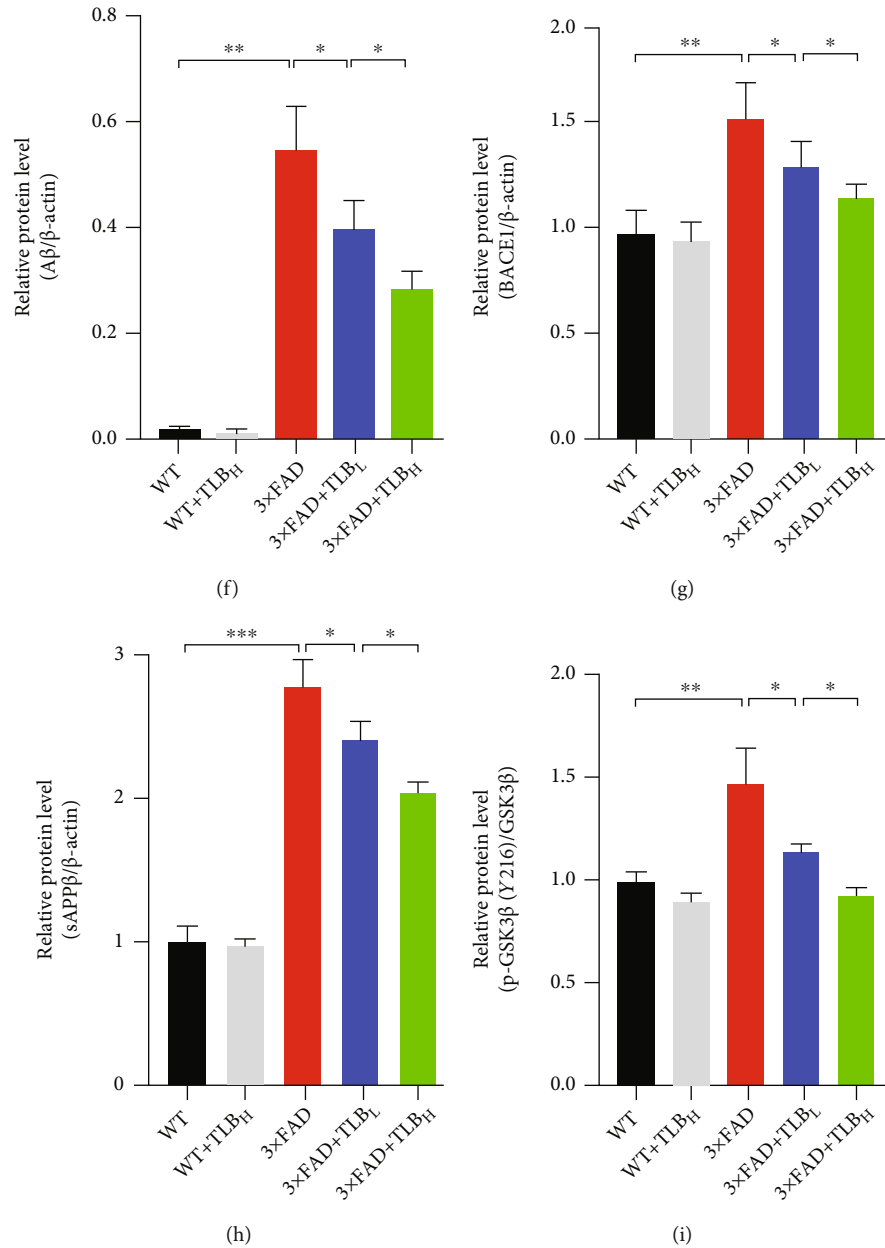 0.8
0.6
0.4
0.2
0.0
Relative protein level
(Aβ/β-actin)
**
*
*
WT
WT+TLBH
3×FAD
3×FAD+TLBL
3×FAD+TLBH
(f)
2.0
1.5
1.0
0.5
0.0
Relative protein level
(BACE1/β-actin)
**
*
*
WT
WT+TLBH
3×FAD
3×FAD+TLBL
3×FAD+TLBH
(g)
3
2
1
0
Relative protein level
(sAPPβ/β-actin)
***
*
*
WT
WT+TLBH
3×FAD
3×FAD+TLBL
3×FAD+TLBH
(h)
2.0
1.5
1.0
0.5
0.0
Relative protein level
(p-GSK3β (Y216)/GSK3β)
**
*
*
WT
WT+TLBH
3×FAD
3×FAD+TLBL
3×FAD+TLBH
(i)